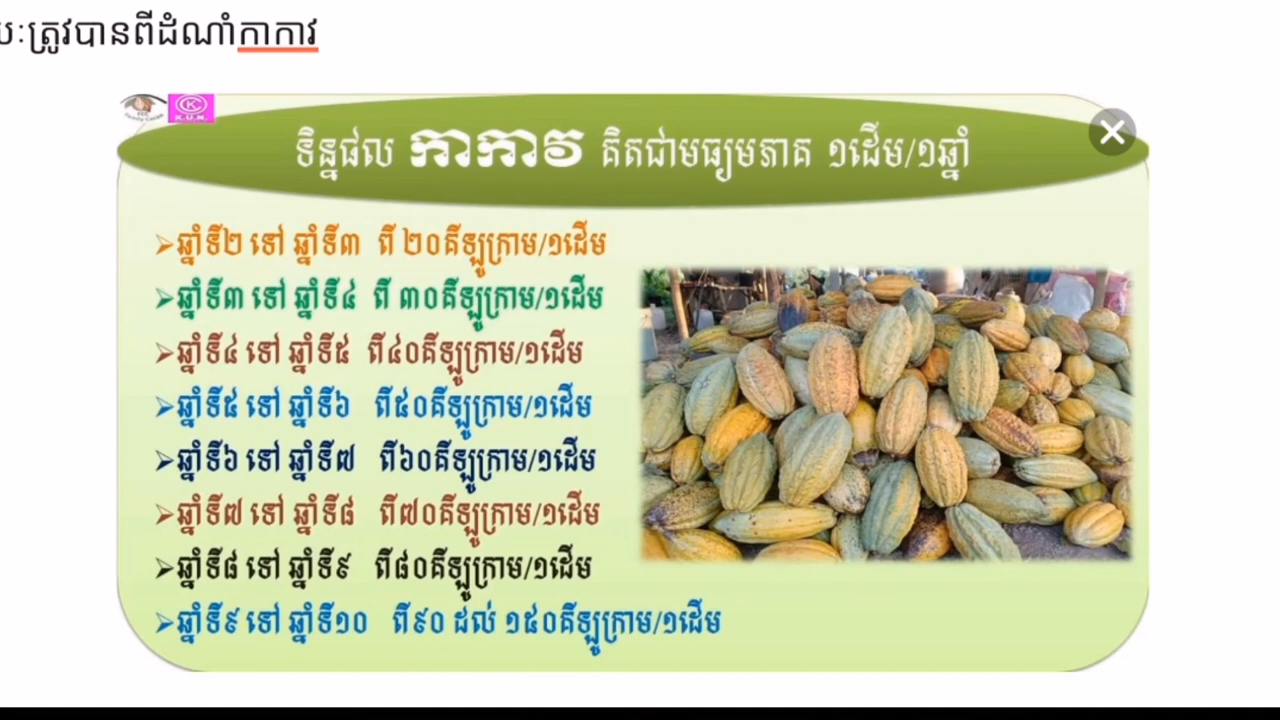 យៈត្រូវបានពីដំណាំកាកាវ
K.U.N.
ទិន្នផល កាកាវ គិតជាមធ្យមភាគ ១ដើម/១ឆ្នាំ
➢ឆ្នាំទី២ ទៅ ឆ្នាំទី៣ ពី ២០គីឡូក្រាម/១ដើម
➢ឆ្នាំទី៣ ទៅ ឆ្នាំទី៤ ពី ៣០គីឡូក្រាម/១ដើម
➢ឆ្នាំទី៤ ទៅ ឆ្នាំទី៥ ពី៤០គីឡូក្រាម/១ដើម
➢ឆ្នាំទី៥ ទៅ ឆ្នាំទី៦ ពី៥០គីឡូក្រាម/១ដើម
➢ឆ្នាំទី៦ ទៅ ឆ្នាំទី៧ ពី៦០គីឡូក្រាម/១ដើម
➢ឆ្នាំទី៧ ទៅ ឆ្នាំទី៨ ពី៧០គីឡូក្រាម/១ដើម
➢ឆ្នាំទី៨ ទៅ ឆ្នាំទី៩ ពី៨០គីឡូក្រាម/១ដើម
➢ឆ្នាំទី៩ ទៅ ឆ្នាំទី១០ ពី៩០ ដល់ ១៥០គីឡូក្រាម/១ដើម